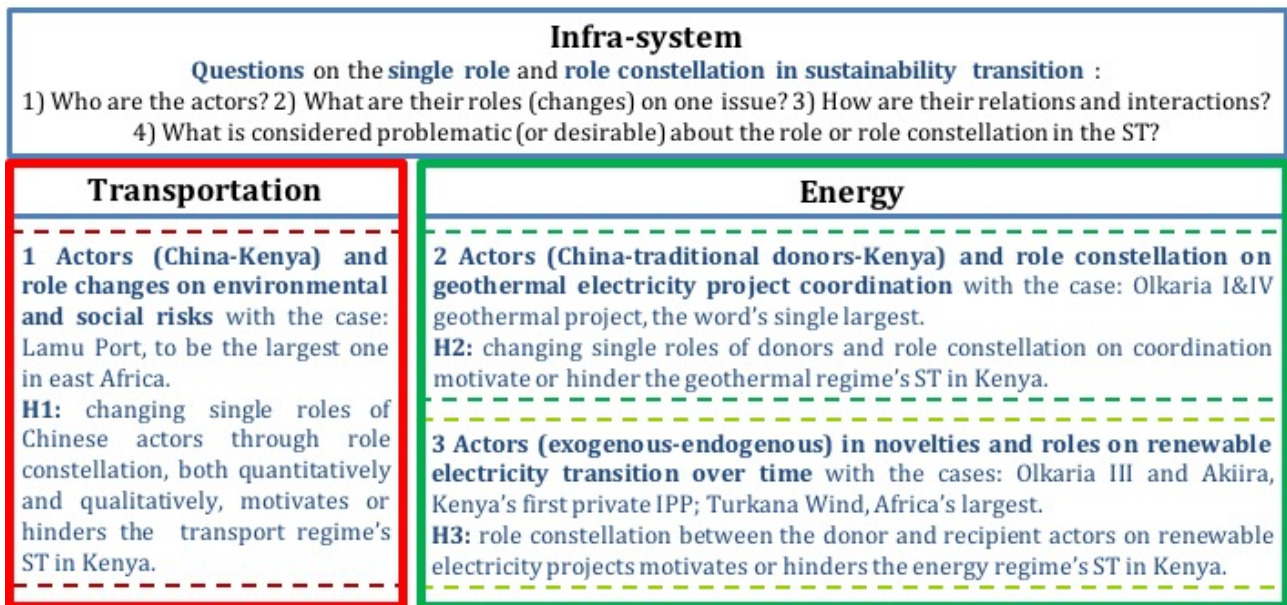 Infra-system
Questions on the single role and role constellation in sustainability transition :
1) Who are the actors? 2) What are their roles (changes) on one issue? 3) How are their relations and interactions?
4) What is considered problematic (or desirable) about the role or role constellation in the ST?
Transportation
1 Actors (China-Kenya) and
role changes on environmental
and social risks with the case:
Lamu Port, to be the largest one
in east Africa.
H1: changing single roles of
Chinese actors through role
constellation, both quantitatively
and qualitatively, motivates or
hinders the transport regime's
ST in Kenya.
Energy
2 Actors (China-traditional donors-Kenya) and role constellation on
geothermal electricity project coordination with the case: Olkaria I&IV
geothermal project, the word's single largest.
H2: changing single roles of donors and role constellation on coordination
motivate or hinder the geothermal regime's ST in Kenya.
3 Actors (exogenous-endogenous) in novelties and roles on renewable
electricity transition over time with the cases: Olkaria III and Akiira,
Kenya's first private IPP; Turkana Wind, Africa's largest.
H3: role constellation between the donor and recipient actors on renewable
electricity projects motivates or hinders the energy regime's ST in Kenya.